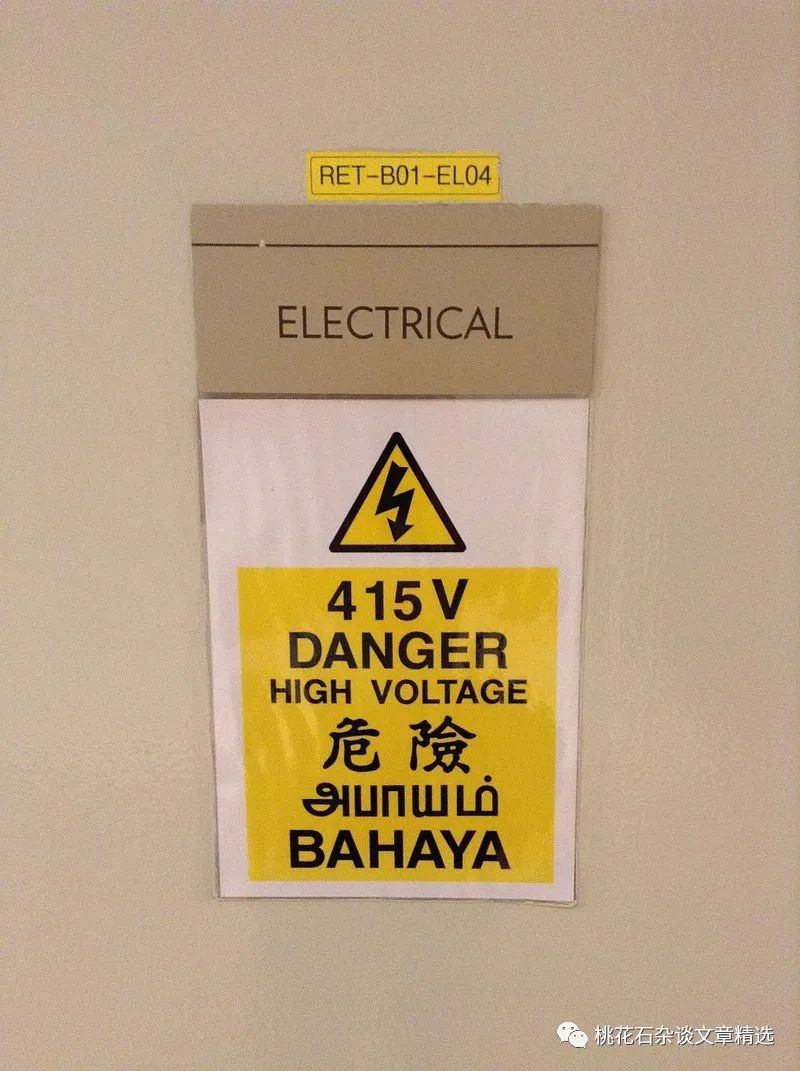 RET-B01-EL04
ELECTRICAL
415V
DANGER
HIGH VOLTAGE
危險
அபாயம்
BAHAYA
桃花石杂谈文章精选